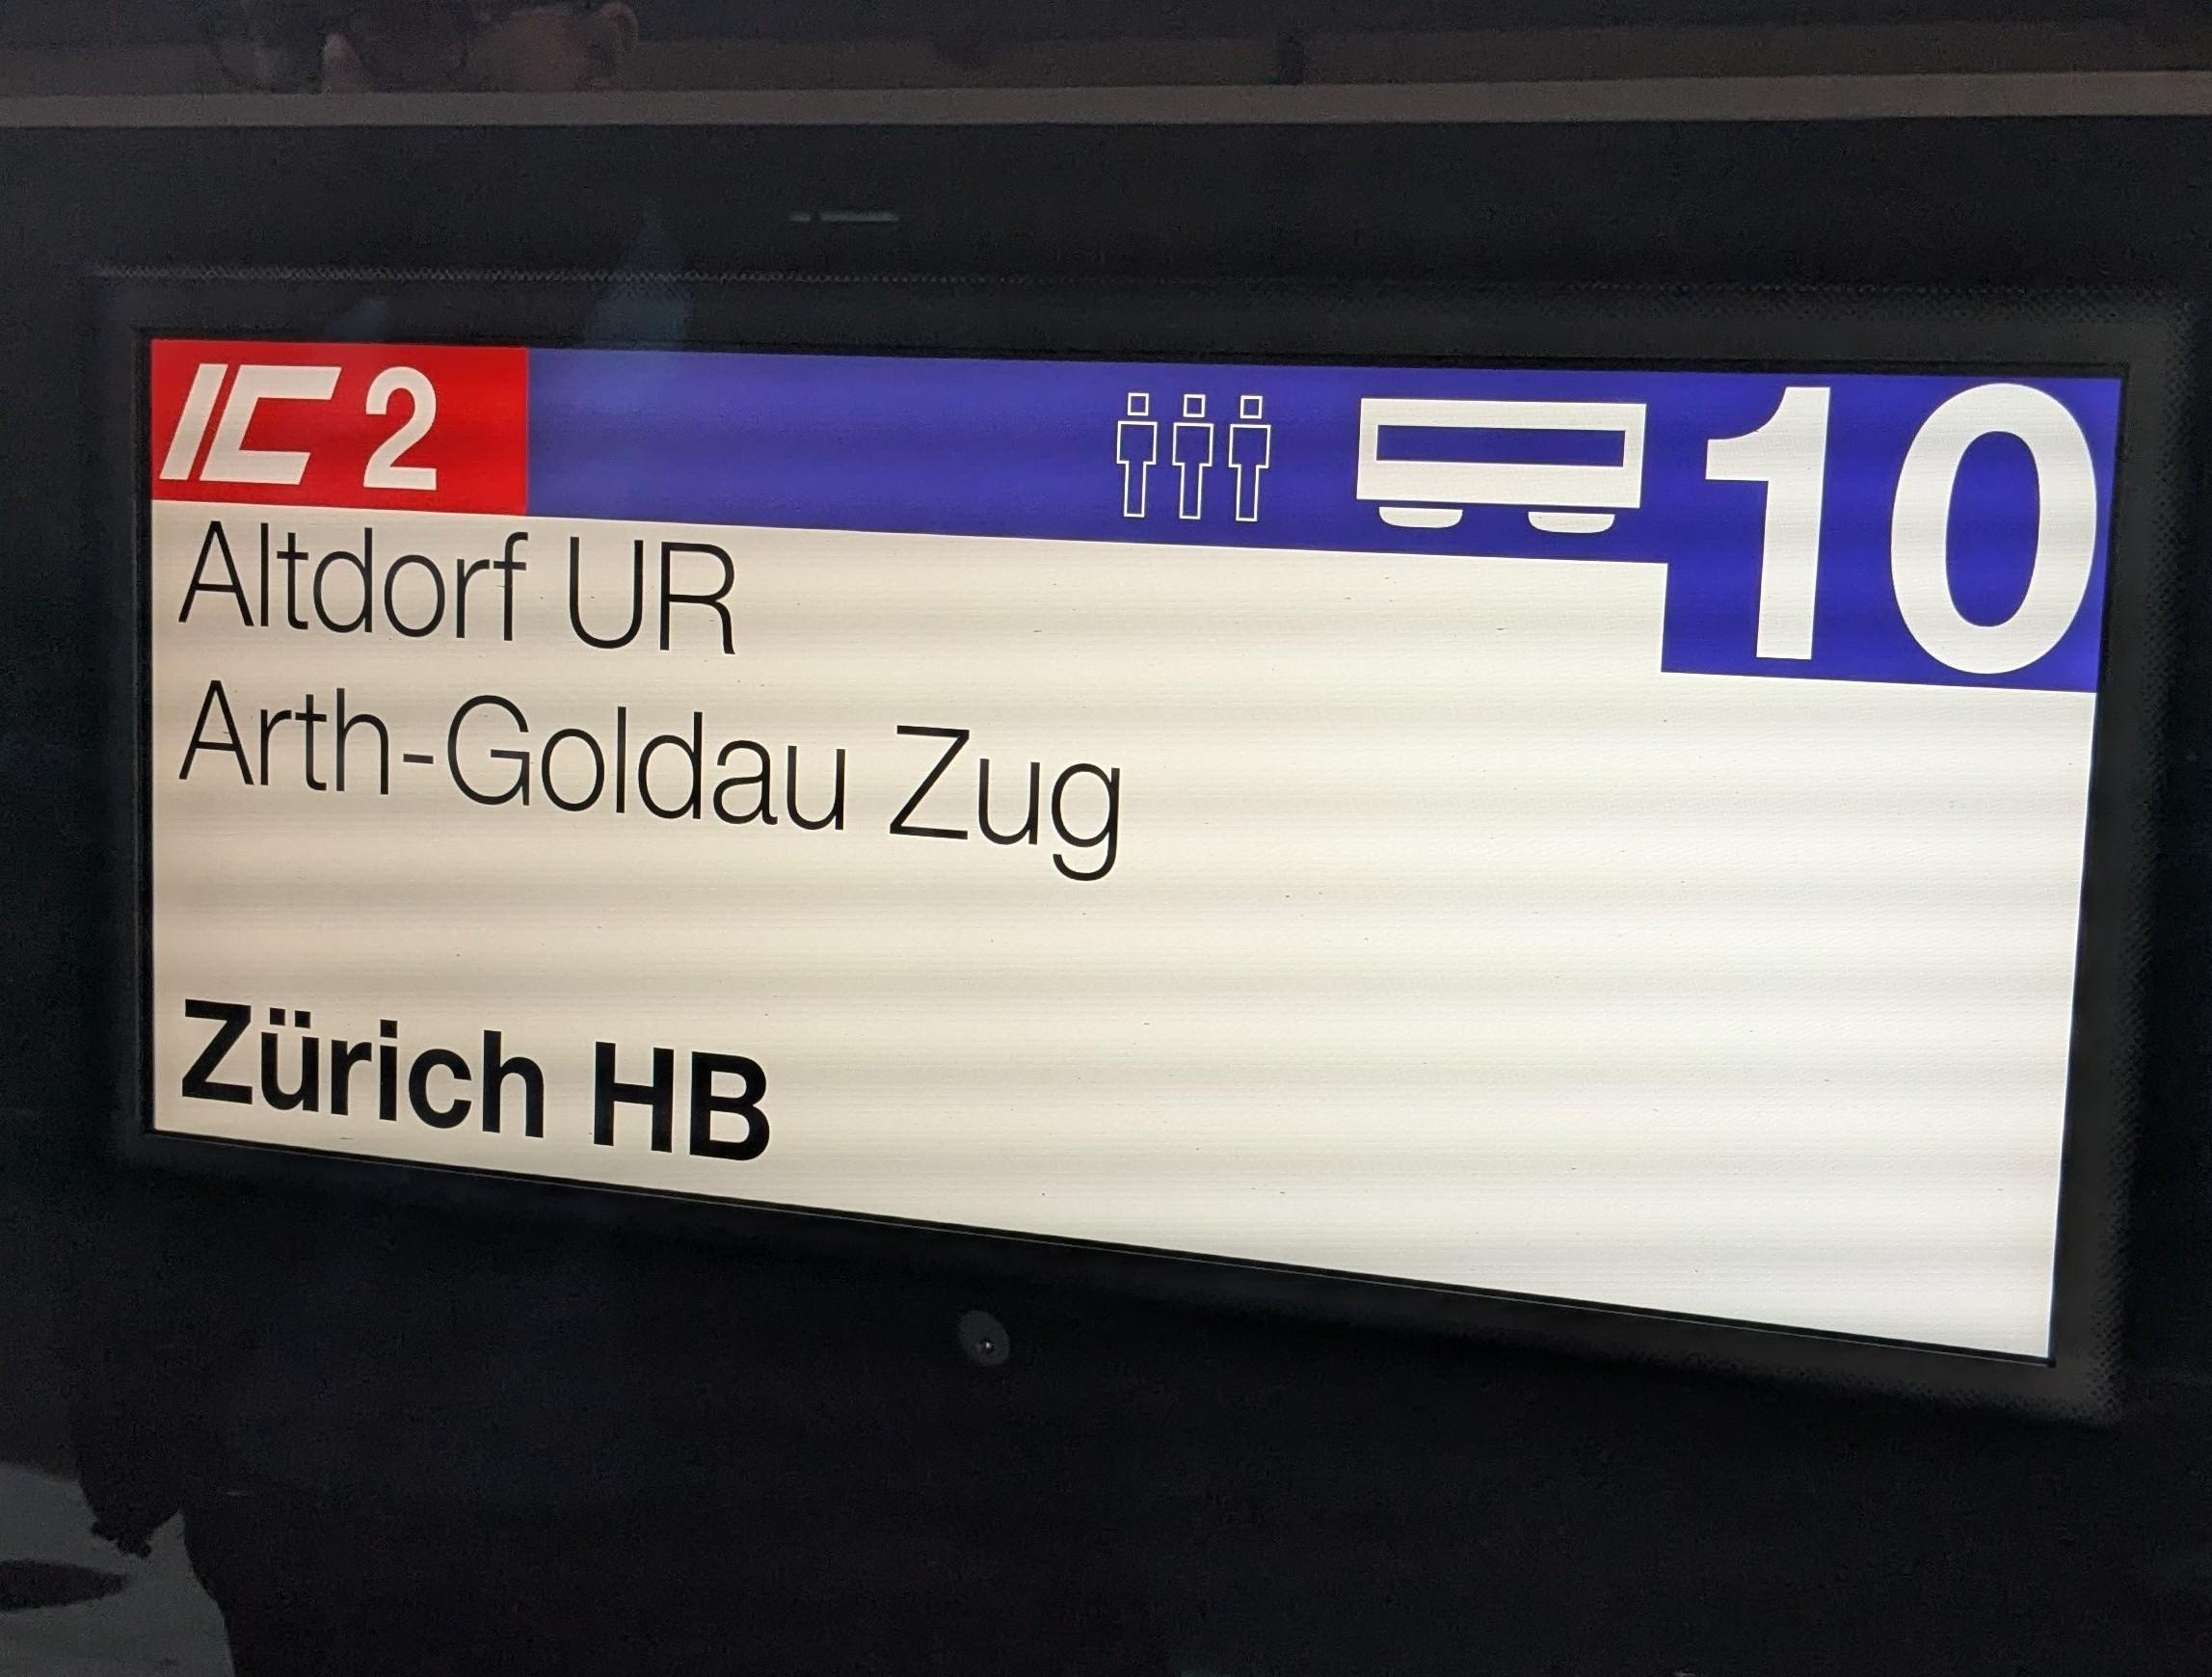 IC 2
10
Altdorf UR
Arth-Goldau Zug
Zürich HB